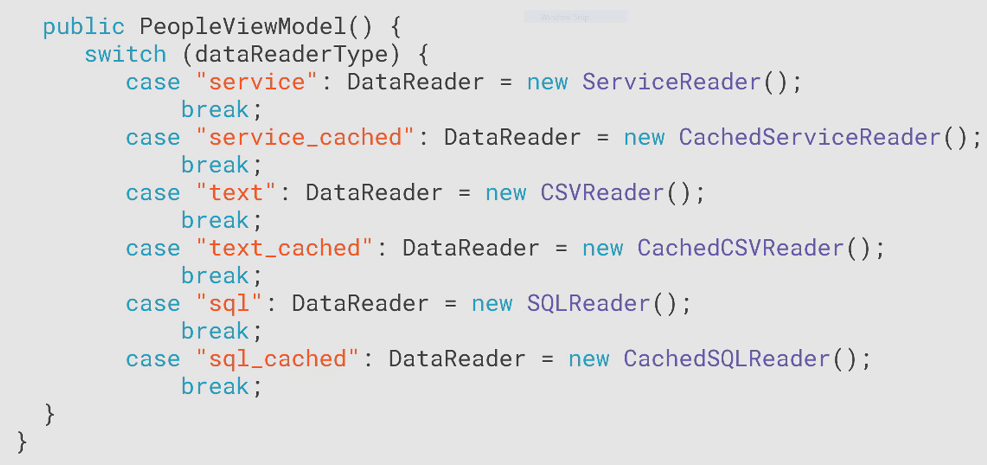 public PeopleViewModel() {
switch (dataReaderType) {
case "service": DataReader = new ServiceReader();
break;
case "service_cached": DataReader = new CachedServiceReader();
break;
case "text": DataReader = new CSVReader();
break;
case "text_cached": DataReader = new CachedCSVReader();
break;
case "sql": DataReader = new SQLReader();
break;
case "sql_cached": DataReader = new CachedSQLReader();
break;
}
}